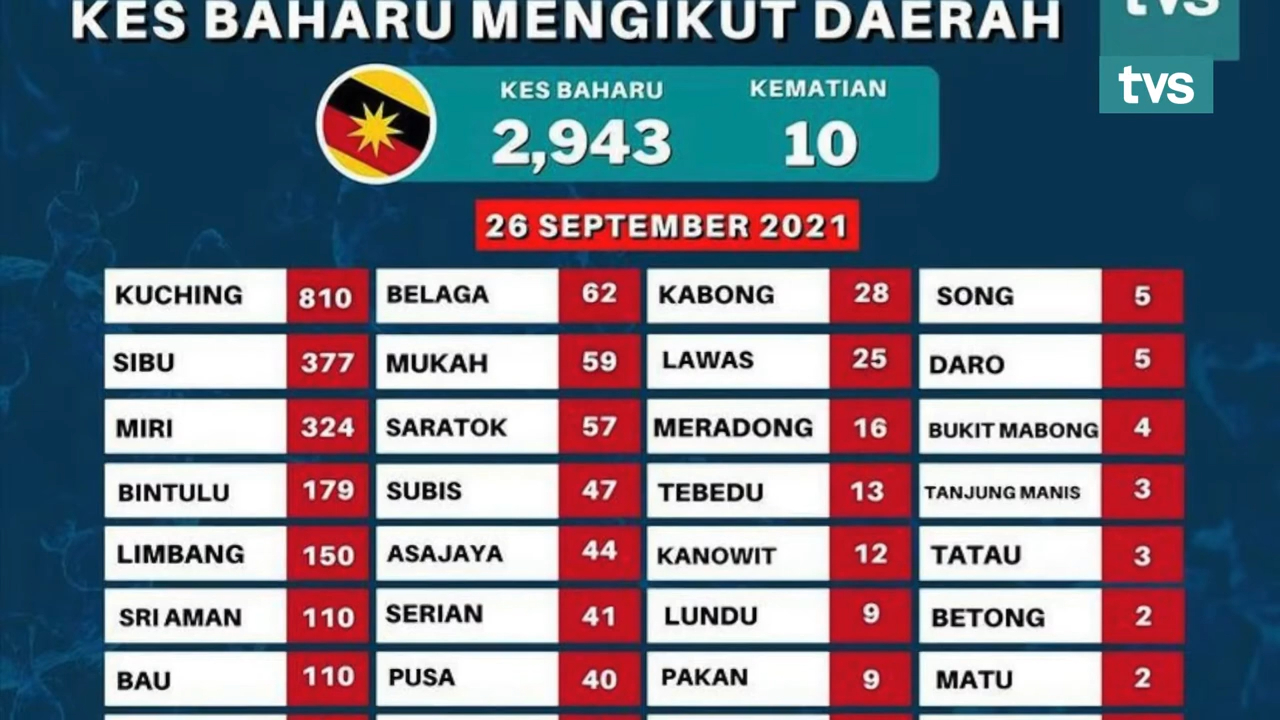 KES BAHARU MENGIKUT DAERAH
tvs
tvs
KES BAHARU KEMATIAN
2,943 10
26 SEPTEMBER 2021
KUCHING 810 BELAGA 62 KABONG 28 SONG 5
SIBU 377 MUKAH 59 LAWAS 25 DARO 5
MIRI 324 SARATOK 57 MERADONG 16 BUKIT MABONG 4
BINTULU 179 SUBIS 47 TEBEDU 13 TANJUNG MANIS 3
LIMBANG 150 ASAJAYA 44 KANOWIT 12 TATAU 3
SRI AMAN 110 SERIAN 41 LUNDU 9 BETONG 2
BAU 110 PUSA 40 PAKAN 9 MATU 2